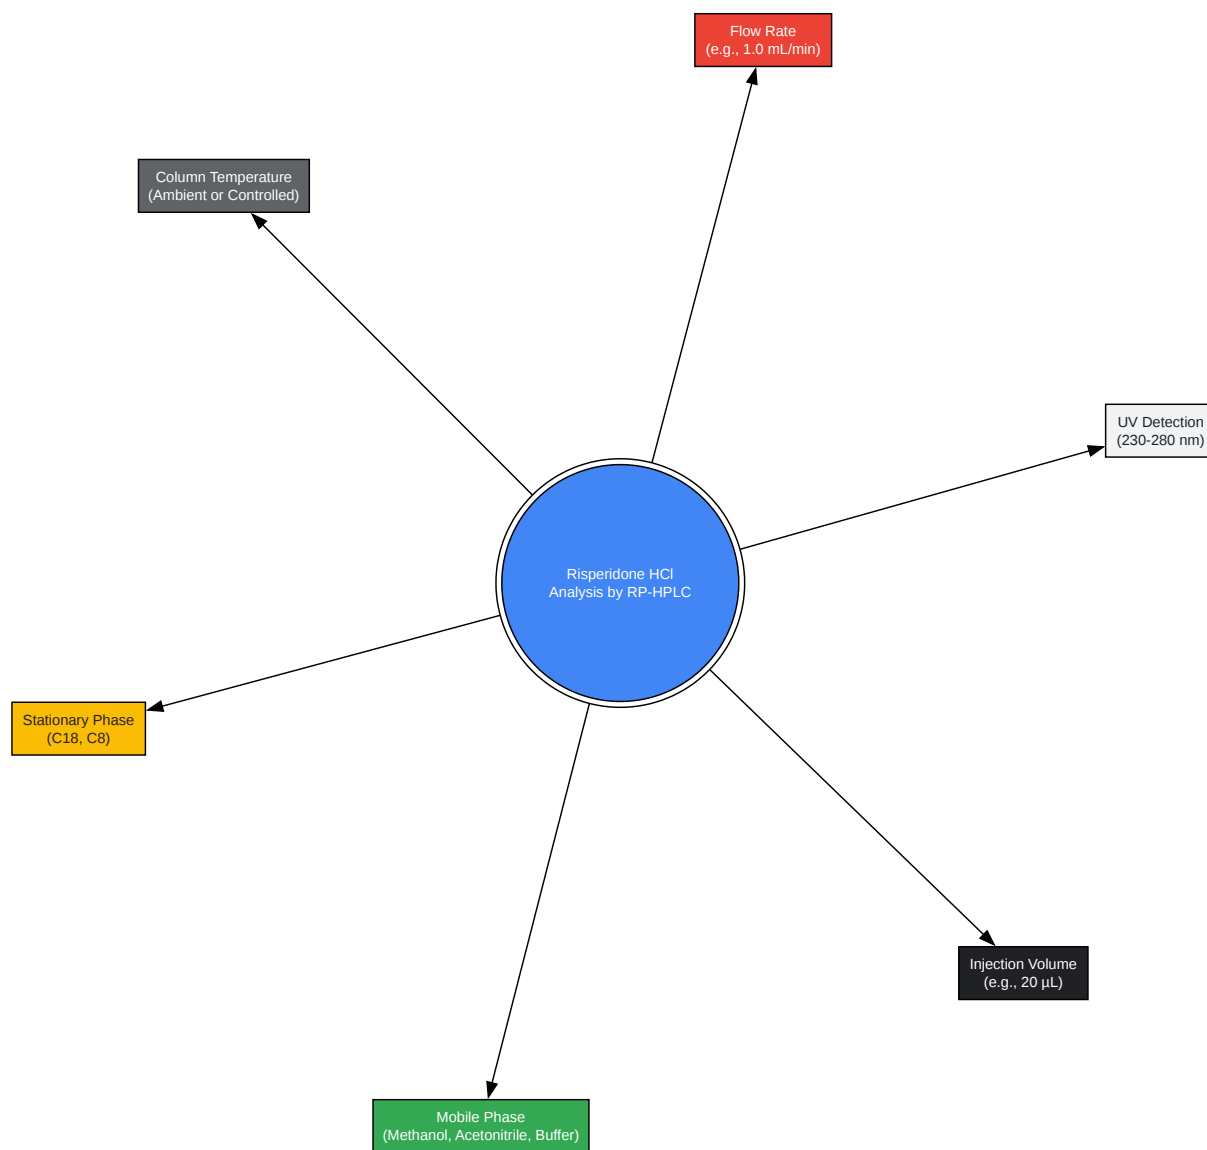 Flow Rate
(e.g., 1.0 mL/min)
Column Temperature
(Ambient or Controlled)
UV Detection
(230-280 nm)
Risperidone HCl
Analysis by RP-HPLC
Stationary Phase
(C18, C8)
Injection Volume
(e.g., 20 µL)
Mobile Phase
(Methanol, Acetonitrile, Buffer)